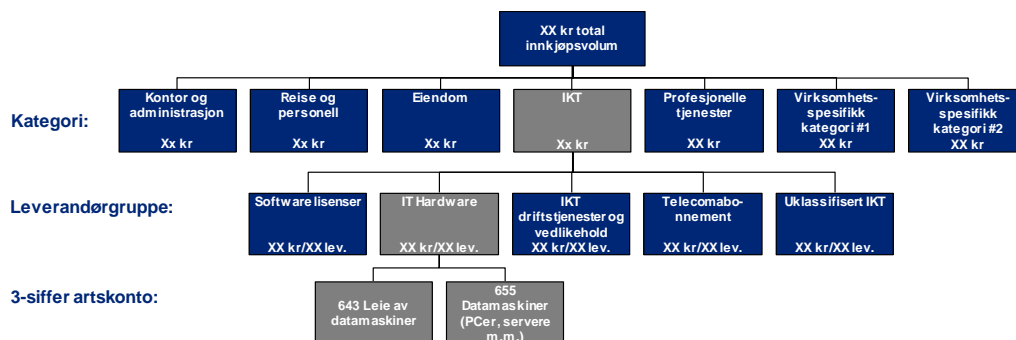 XX kr total
innkjøpsvolum
Kategori:
Kontor og
administrasjon
Xx kr
Reise og
personell
Xx kr
Eiendom
Xx kr
IKT
Xx kr
Profesjonelle
tjenester
XX kr
Virksomhets-
spesifikk
kategori #1
XX kr
Virksomhets-
spesifikk
kategori #2
XX kr
Leverandørgruppe:
Software lisenser
XX kr/XX lev.
IT Hardware
XX kr/XX lev.
IKT
driftstjenester og
vedlikehold
XX kr/XX lev.
Telecomabo-
nnement
XX kr/XX lev.
Uklassifisert IKT
XX kr/XX lev.
3-siffer artskonto:
643 Leie av
datamaskiner
655
Datamaskiner
(PCer, servere
m.m.)